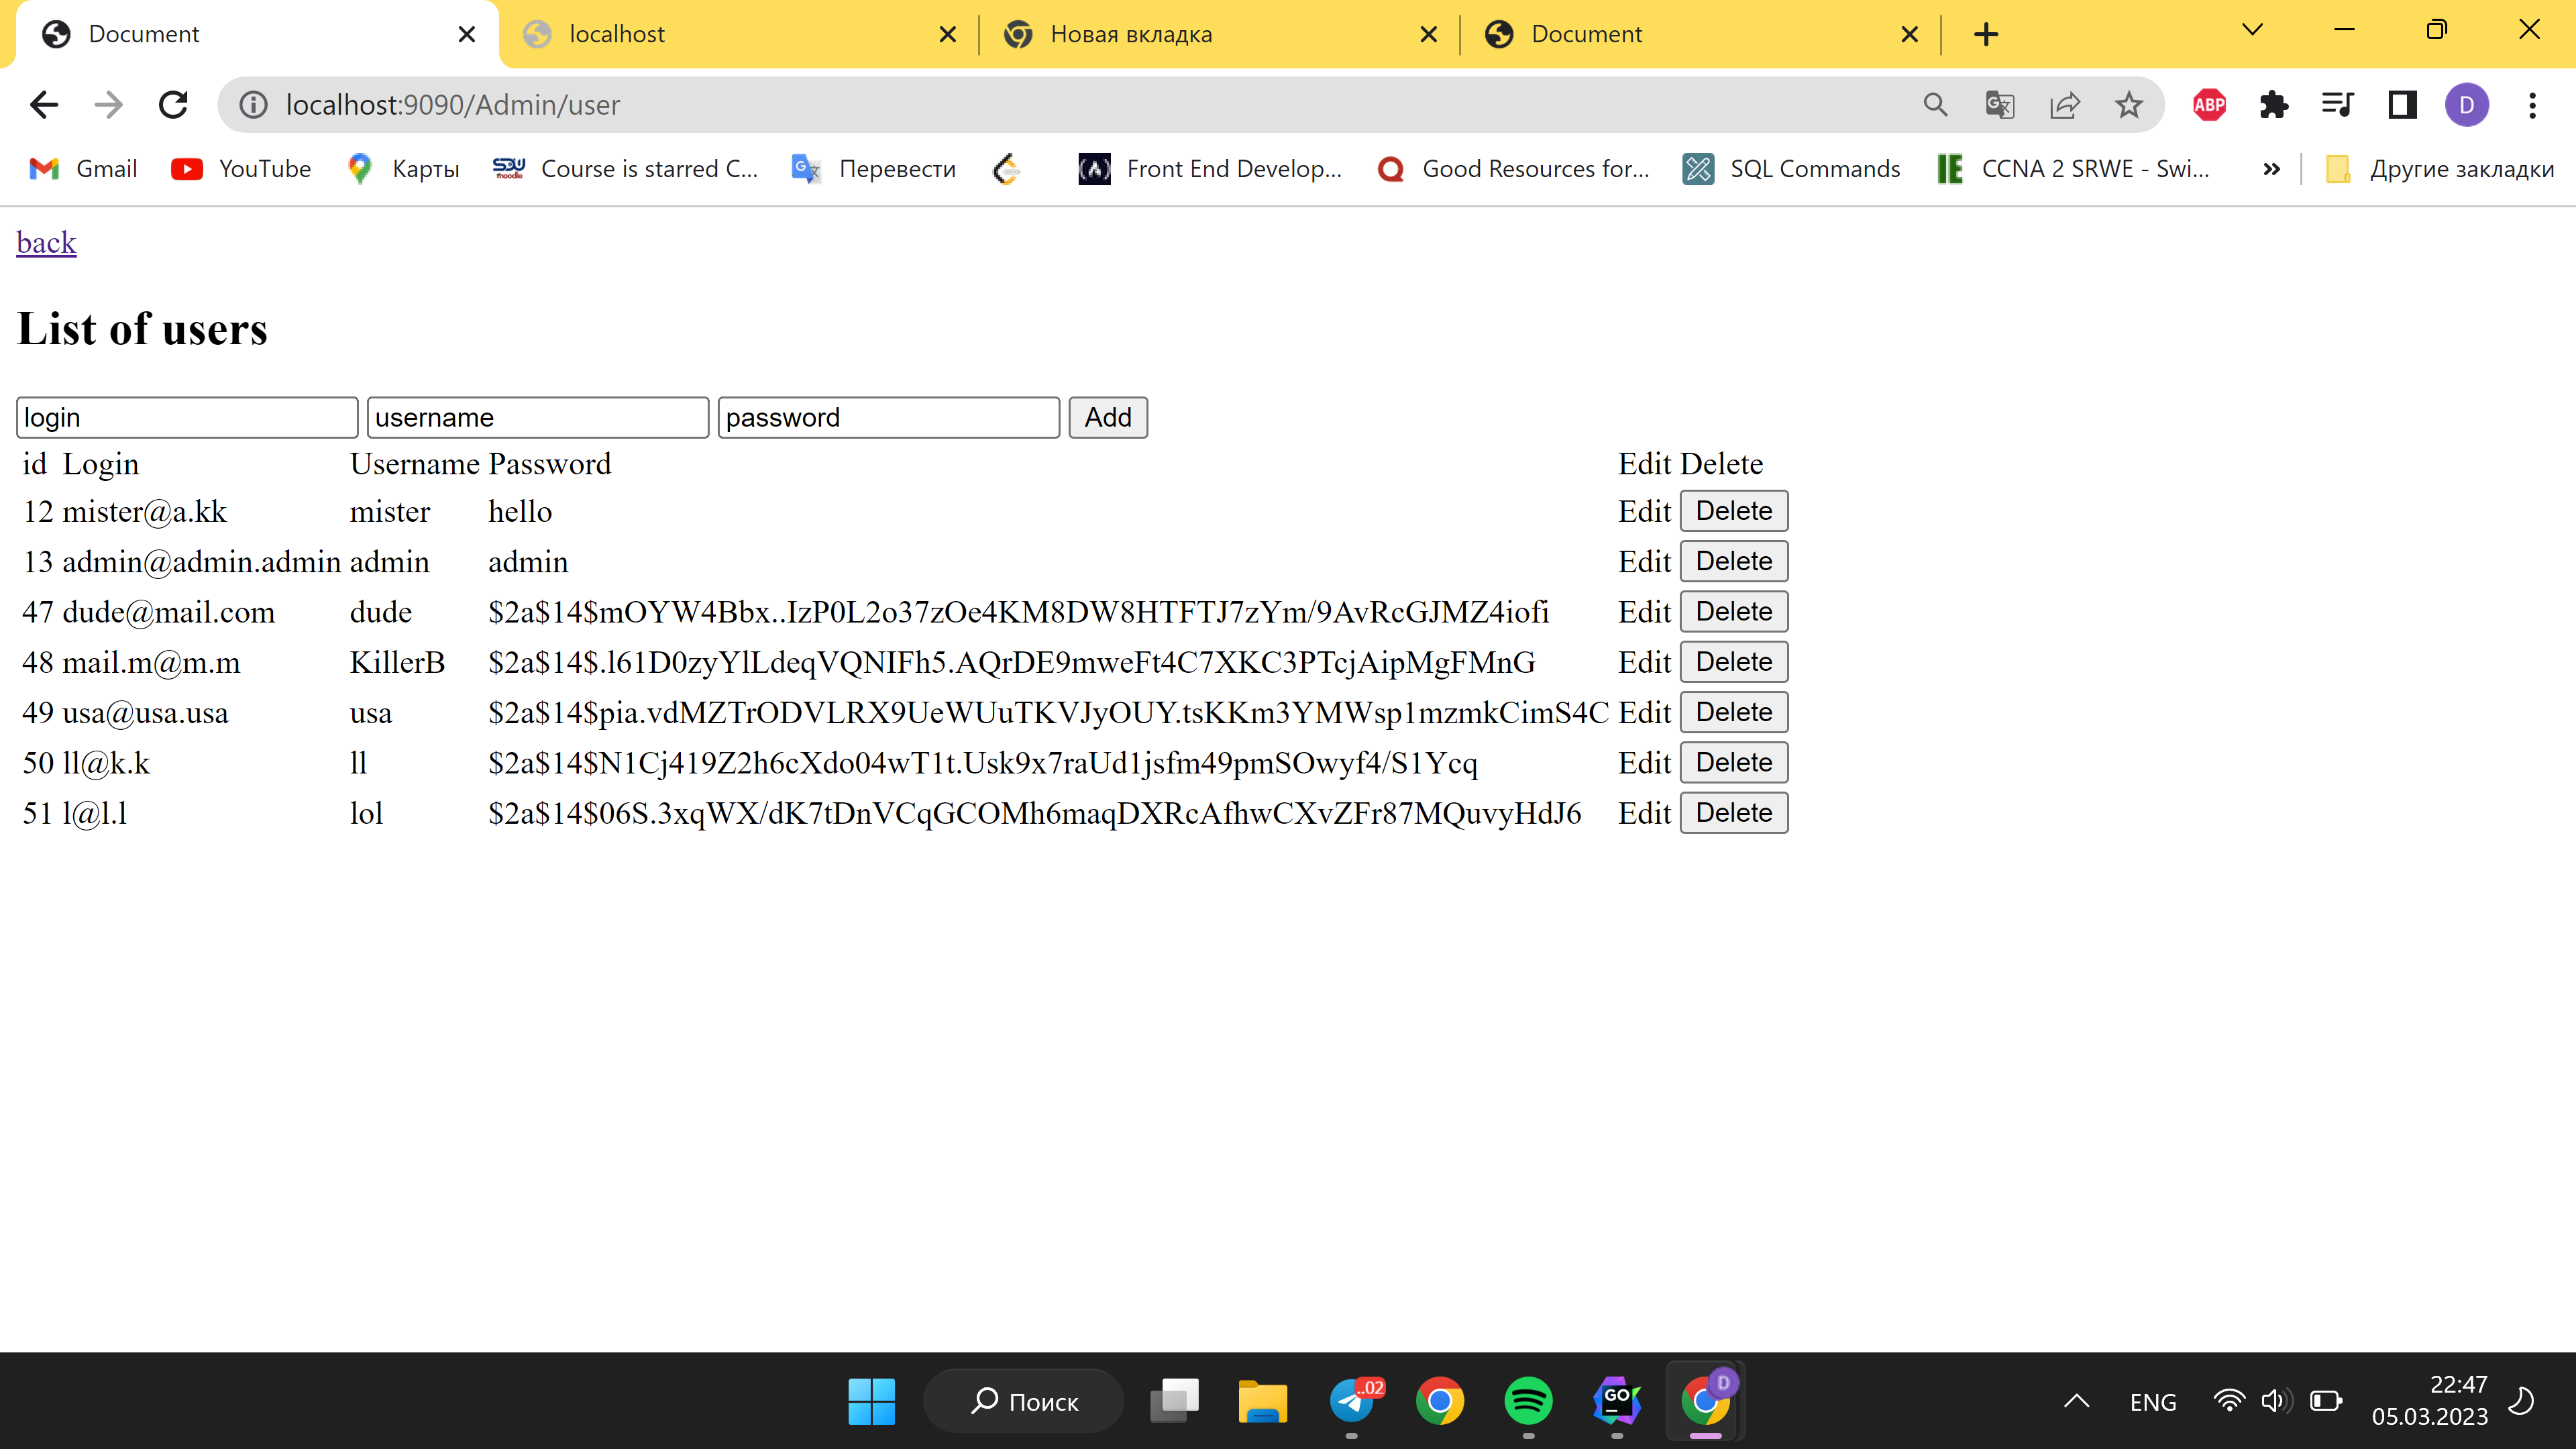 Document
localhost
Новая вкладка
Document
localhost:9090/Admin/user
ABP
D
Gmail
YouTube
Карты
SDU moodle
Course is starred C...
Перевести
Front End Develop...
Good Resources for...
SQL Commands
IE
CCNA 2 SRWE - Swi...
Другие закладки
back
List of users
login username password Add
id Login Username Password Edit Delete
12 mister@a.kk mister hello Edit Delete
13 admin@admin.admin admin admin Edit Delete
47 dude@mail.com dude $2a$14$mOYW4Bbx..IzP0L2o37zOe4KM8DW8HTFTJ7zYm/9AvRcGJMZ4iofi Edit Delete
48 mail.m@m.m KillerB $2a$14$.l61D0zyYlLdeqVQNIFh5.AQrDE9mweFt4C7XKC3PTcjAipMgFMnG Edit Delete
49 usa@usa.usa usa $2a$14$pia.vdMZTrODVLRX9UeWUuTKVJyOUY.tsKKm3YMWsp1mzmkCimS4C Edit Delete
50 ll@k.k ll $2a$14$N1Cj419Z2h6cXdo04wT1t.Usk9x7raUd1jsfm49pmSOwyf4/S1Ycq Edit Delete
51 l@l.l lol $2a$14$06S.3xqWX/dK7tDnVCqGCOMh6maqDXRcAfhwCXvZFr87MQuvyHdJ6 Edit Delete
Поиск
..02
GO
D
ENG
22:47
05.03.2023